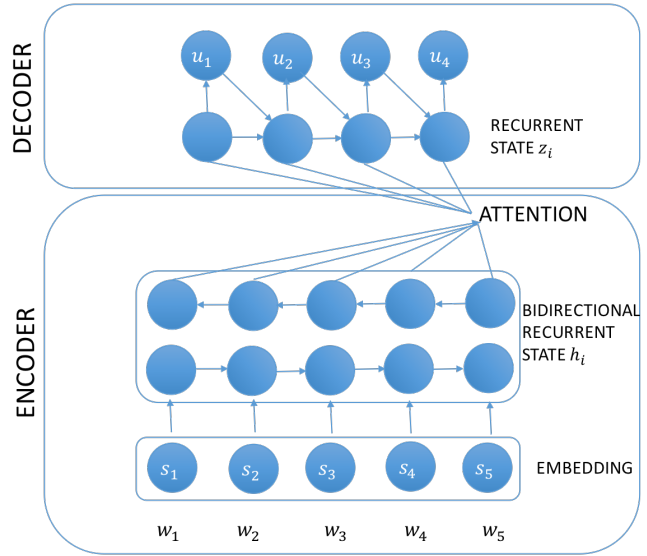 DECODER
u₁ u₂ u₃ u₄
RECURRENT
STATE zᵢ
ATTENTION
ENCODER
BIDIRECTIONAL
RECURRENT
STATE hᵢ
s₁ s₂ s₃ s₄ s₅
EMBEDDING
w₁ w₂ w₃ w₄ w₅